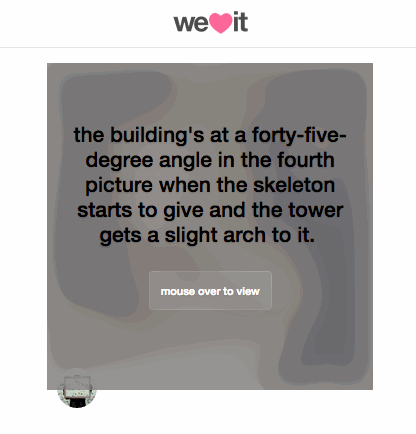 we it
the building's at a forty-five-
degree angle in the fourth
picture when the skeleton
starts to give and the tower
gets a slight arch to it.
mouse over to view